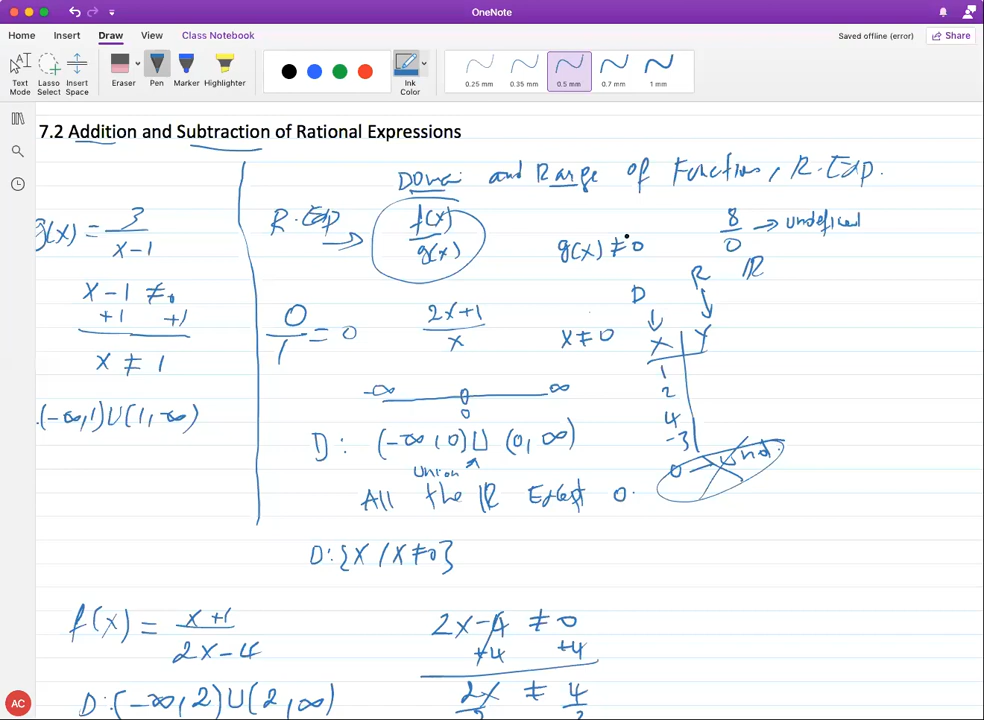 OneNote
Home Insert Draw View Class Notebook
Saved offline (error) Share
Text Mode Lasso Select Insert Space Eraser Pen Marker Highlighter Ink Color 0.25 mm 0.35 mm 0.5 mm 0.7 mm 1 mm
7.2 Addition and Subtraction of Rational Expressions
and Range of Function, R.Exp.
R.Exp → f(x)/g(x) g(x) ≠ 0 8/0 → undefined
g(x) = 3/(x-1)
R ℝ
D
x - 1 ≠ 0
+1 +1
0/1 = 0 2x+1/x x ≠ 0 X Y
x ≠ 1
1
2
-∞ 0 ∞
4
(-∞,1)U(1,-∞)
-3
D: (-∞,0)U(0,∞)
0 und.
Union
All the ℝ 0.
D:{x/x≠0}
f(x) = x+1/2x-4 2x-4 ≠ 0
+4 +4
D:(-∞,2)U(2,∞) 2x/2 ≠ 4/2
AC